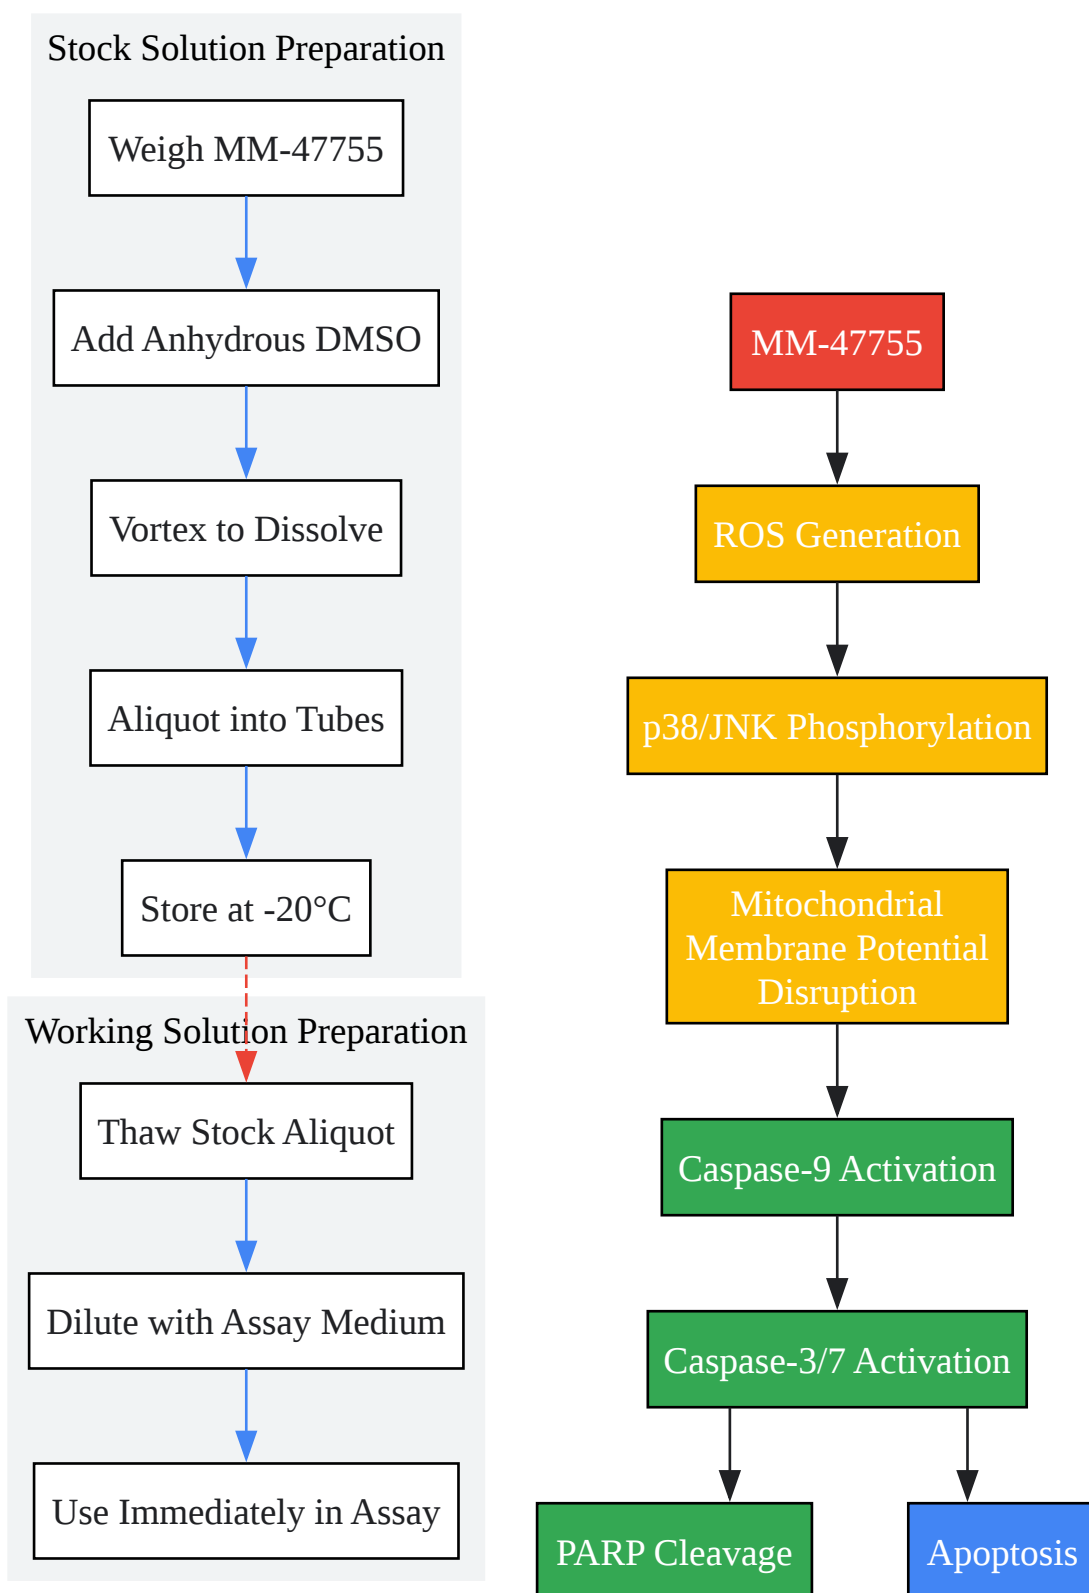 Stock Solution Preparation
Weigh MM-47755
Add Anhydrous DMSO
Vortex to Dissolve
Aliquot into Tubes
Store at -20°C
Working Solution Preparation
Thaw Stock Aliquot
Dilute with Assay Medium
Use Immediately in Assay
MM-47755
ROS Generation
p38/JNK Phosphorylation
Mitochondrial
Membrane Potential
Disruption
Caspase-9 Activation
Caspase-3/7 Activation
PARP Cleavage
Apoptosis